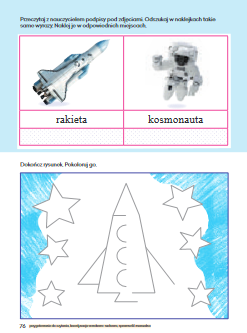 Przeczytaj z nauczycielem podpisy pod zdjęciami. Odszukaj w naklejkach takie
same wyrazy. Naklej je w odpowiednich miejscach.
rakieta kosmonauta
Dokończ rysunek. Pokoloruj go.
76